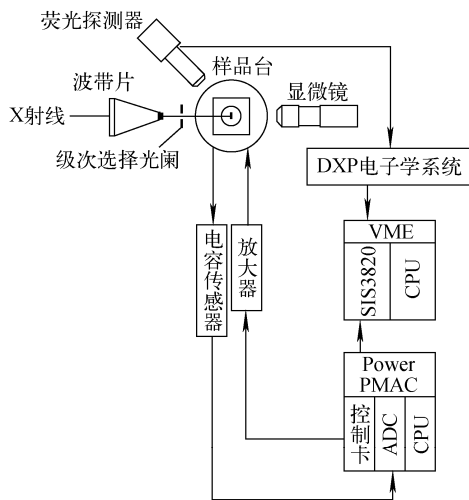 荧光探测器
波带片
样品台
显微镜
X射线
级次选择光阑
DXP电子学系统
电容传感器
放大器
VME
SIS3820
CPU
Power
PMAC
控制卡
ADC
CPU